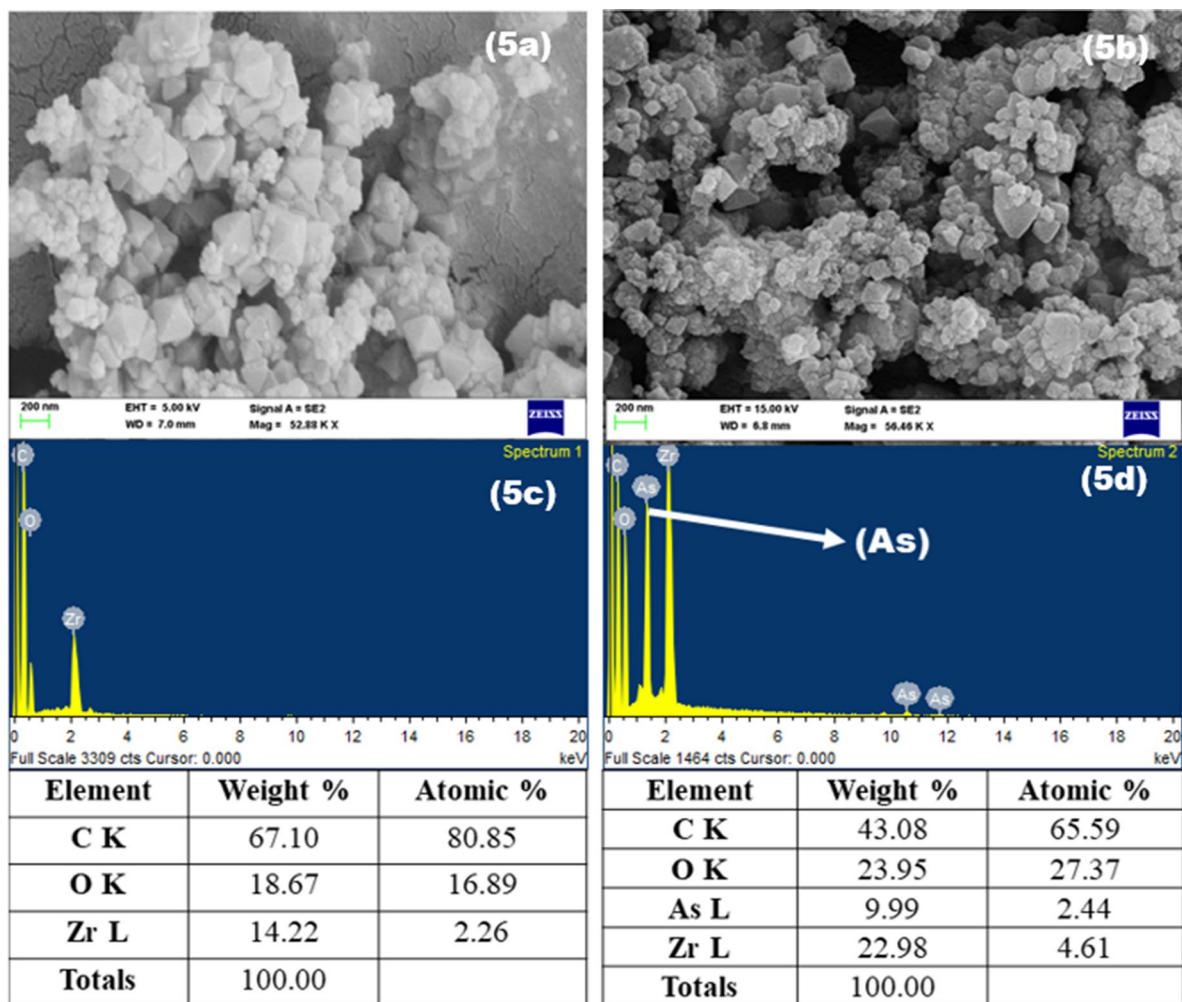 (5a)
200 nm
EHT = 5.00 kV
Signal A = SE2
WD = 7.0 mm
Mag = 52.88 K X
ZEISS
(5b)
200 nm
EHT = 15.00 kV
Signal A = SE2
WD = 6.8 mm
Mag = 56.46 K X
ZEISS
Spectrum 1
(5c)
C
O
Zr
0 2 4 6 8 10 12 14 16 18 20
Full Scale 3309 cts Cursor: 0.000
keV
Spectrum 2
(5d)
C
O
As
Zr
(As)
As
As
0 2 4 6 8 10 12 14 16 18 20
Full Scale 1464 cts Cursor: 0.000
keV
Element Weight % Atomic %
C K 67.10 80.85
O K 18.67 16.89
Zr L 14.22 2.26
Totals 100.00
Element Weight % Atomic %
C K 43.08 65.59
O K 23.95 27.37
As L 9.99 2.44
Zr L 22.98 4.61
Totals 100.00